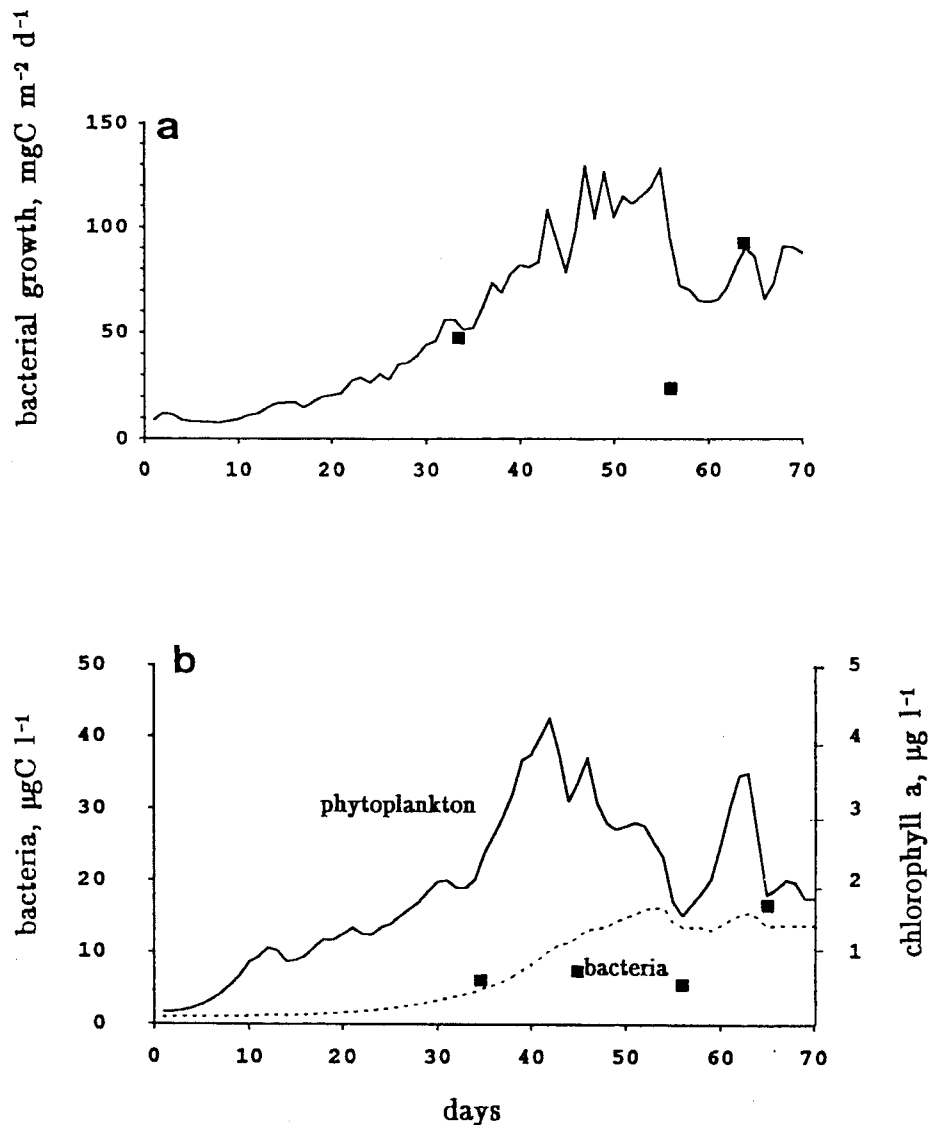 a
bacterial growth, mgC m⁻² d⁻¹
150
100
50
0
0 10 20 30 40 50 60 70
b
bacteria, µgC l⁻¹
50
40
30
20
10
0
phytoplankton
bacteria
5
4
3
2
1
chlorophyll a, µg l⁻¹
0 10 20 30 40 50 60 70
days